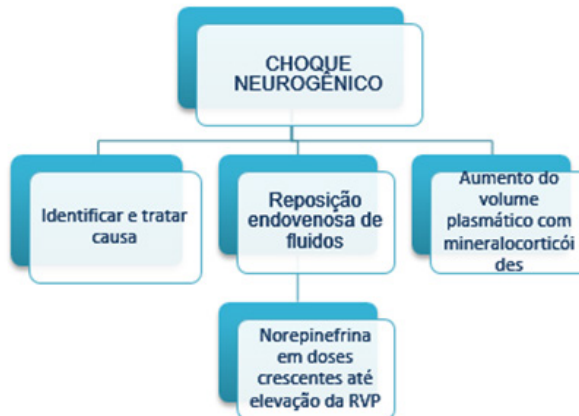 CHOQUE
NEUROGÊNICO
Identificar e tratar
causa
Reposição
endovenosa de
fluidos
Aumento do
volume
plasmático com
mineralocorticói
des
Norepinefrina
em doses
crescentes até
elevação da RVP